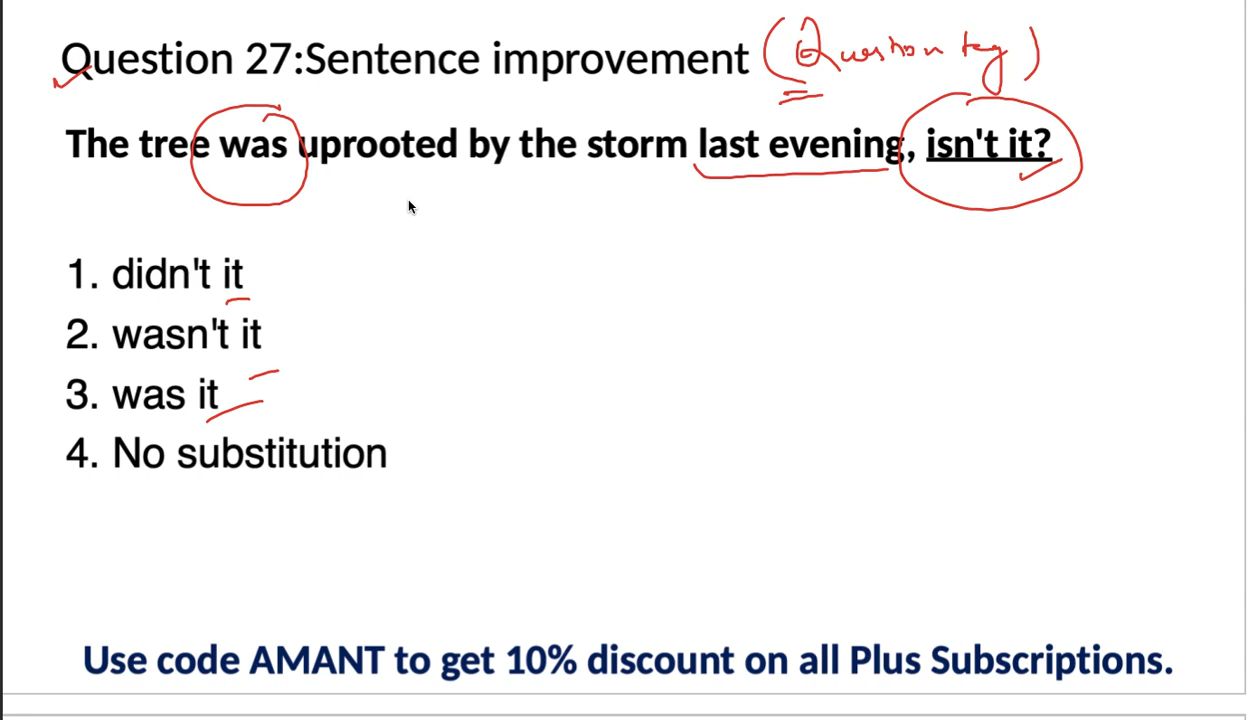 Question 27:Sentence improvement (Question tag)
The tree was uprooted by the storm last evening, isn't it?
1. didn't it
2. wasn't it
3. was it
4. No substitution
Use code AMANT to get 10% discount on all Plus Subscriptions.